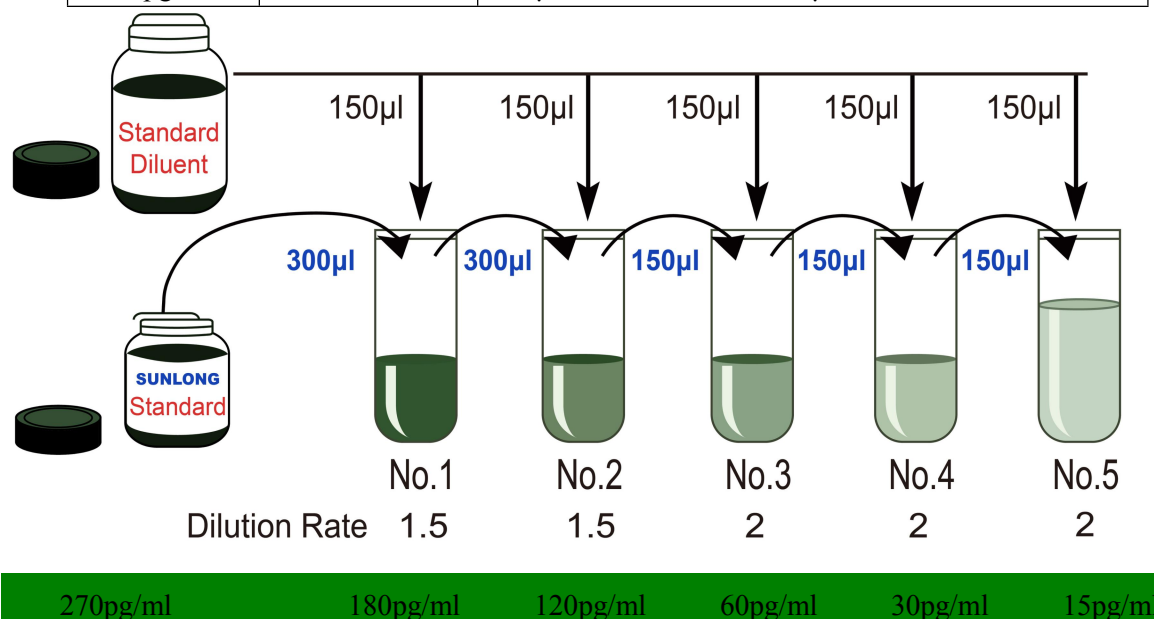 150µl 150µl 150µl 150µl 150µl
Standard
Diluent
300µl 300µl 150µl 150µl 150µl
SUNLONG
Standard
No.1 No.2 No.3 No.4 No.5
Dilution Rate 1.5 1.5 2 2 2
270pg/ml 180pg/ml 120pg/ml 60pg/ml 30pg/ml 15pg/ml